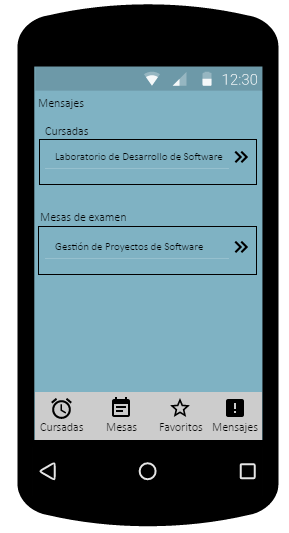 12:30
Mensajes
Cursadas
Laboratorio de Desarrollo de Software
Mesas de examen
Gestión de Proyectos de Software
Cursadas Mesas Favoritos Mensajes